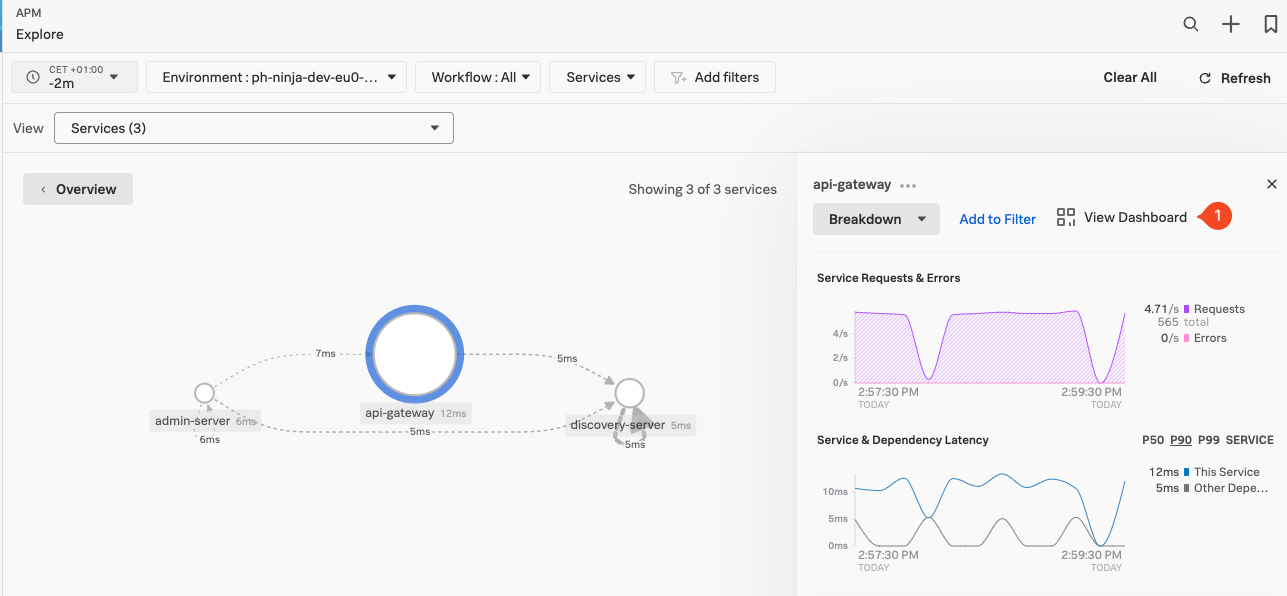 APM
Explore
CET +01:00
-2m
Environment : ph-ninja-dev-eu0-...
Workflow : All
Services
Add filters
Clear All
Refresh
View
Services (3)
Overview
Showing 3 of 3 services
api-gateway
Breakdown
Add to Filter
View Dashboard
1
Service Requests & Errors
4/s
2/s
0/s
2:57:30 PM
TODAY
2:59:30 PM
TODAY
4.71/s Requests
565 total
0/s Errors
7ms
5ms
admin-server 6ms
6ms
api-gateway 12ms
5ms
discovery-server 5ms
5ms
Service & Dependency Latency
P50 P90 P99 SERVICE
10ms
5ms
0ms
2:57:30 PM
TODAY
2:59:30 PM
TODAY
12ms This Service
5ms Other Depe...